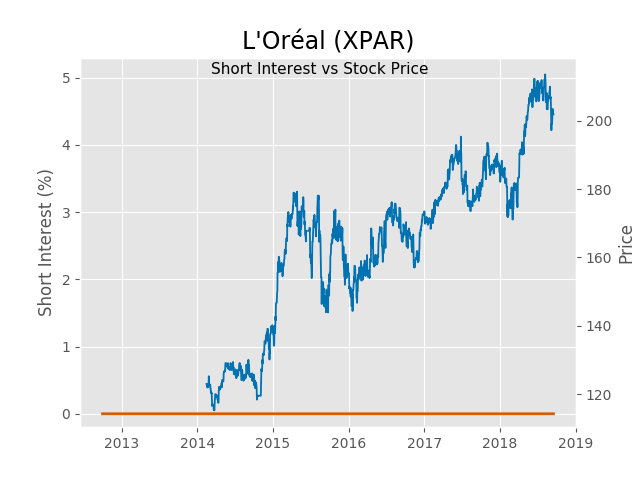 L'Oréal (XPAR)
Short Interest vs Stock Price
Short Interest (%)
5
4
3
2
1
0
200
180
160
140
120
Price
2013 2014 2015 2016 2017 2018 2019